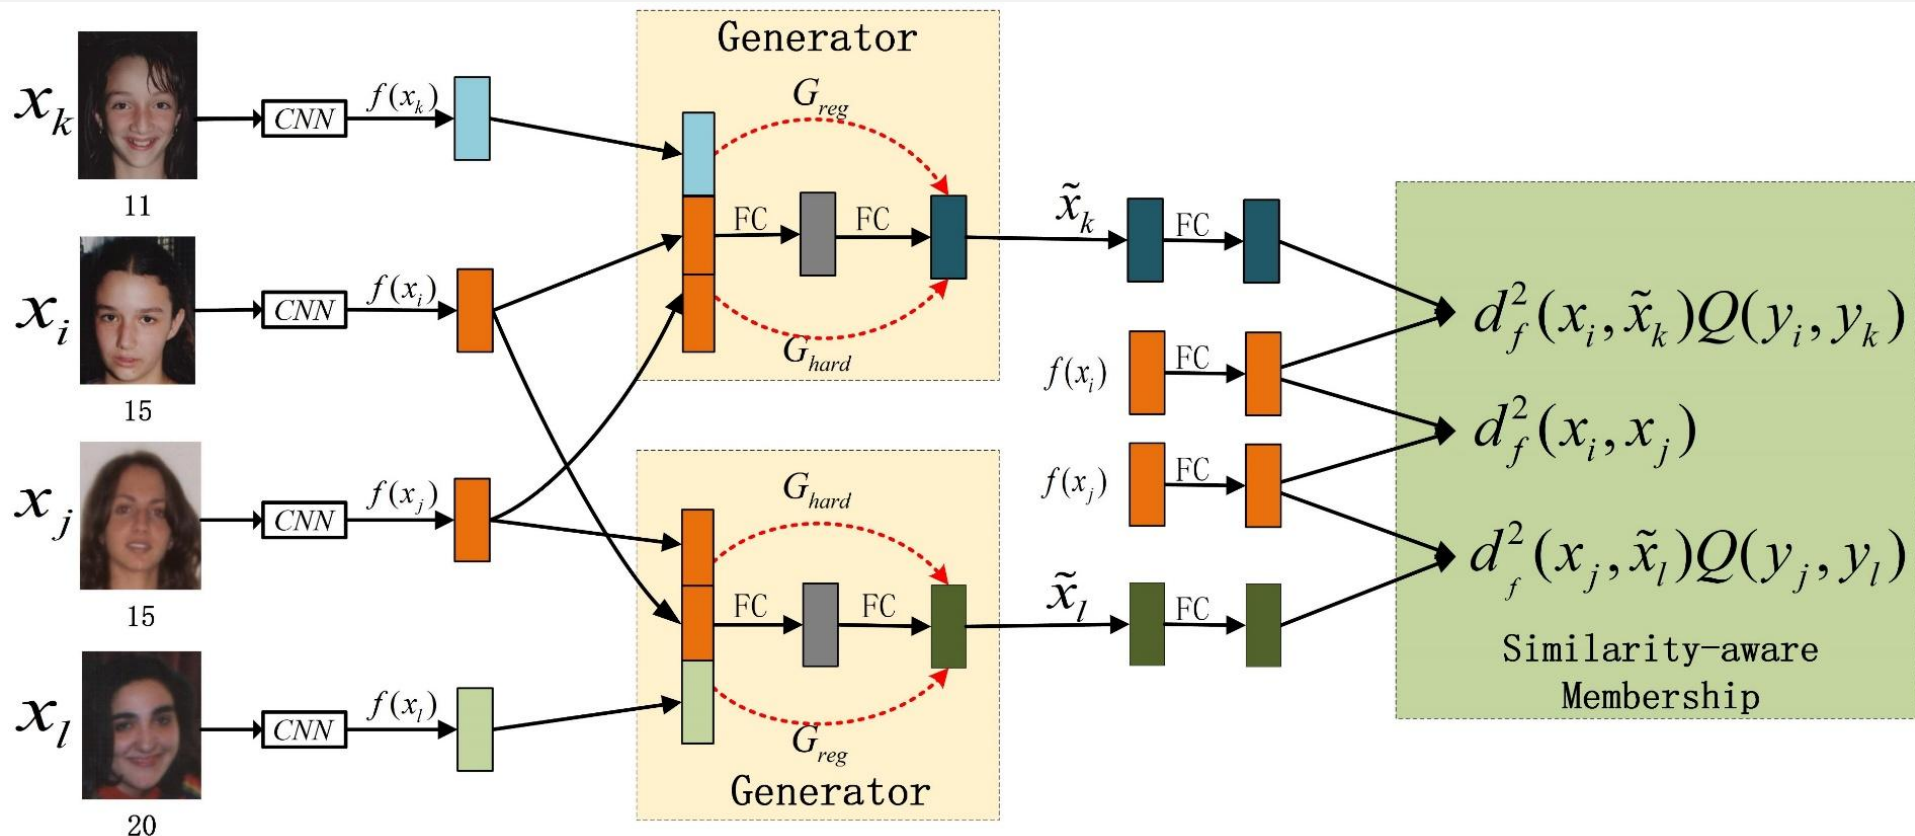 Generator
x_k
CNN
f(x_k)
G_reg
11
FC
FC
x̃_k
FC
x_i
CNN
f(x_i)
G_hard
15
f(x_i)
FC
d_f^2(x_i, x̃_k)Q(y_i, y_k)
d_f^2(x_i, x_j)
x_j
CNN
f(x_j)
G_hard
f(x_j)
FC
15
FC
FC
x̃_l
FC
d_f^2(x_j, x̃_l)Q(y_j, y_l)
Similarity-aware
Membership
x_l
CNN
f(x_l)
G_reg
Generator
20